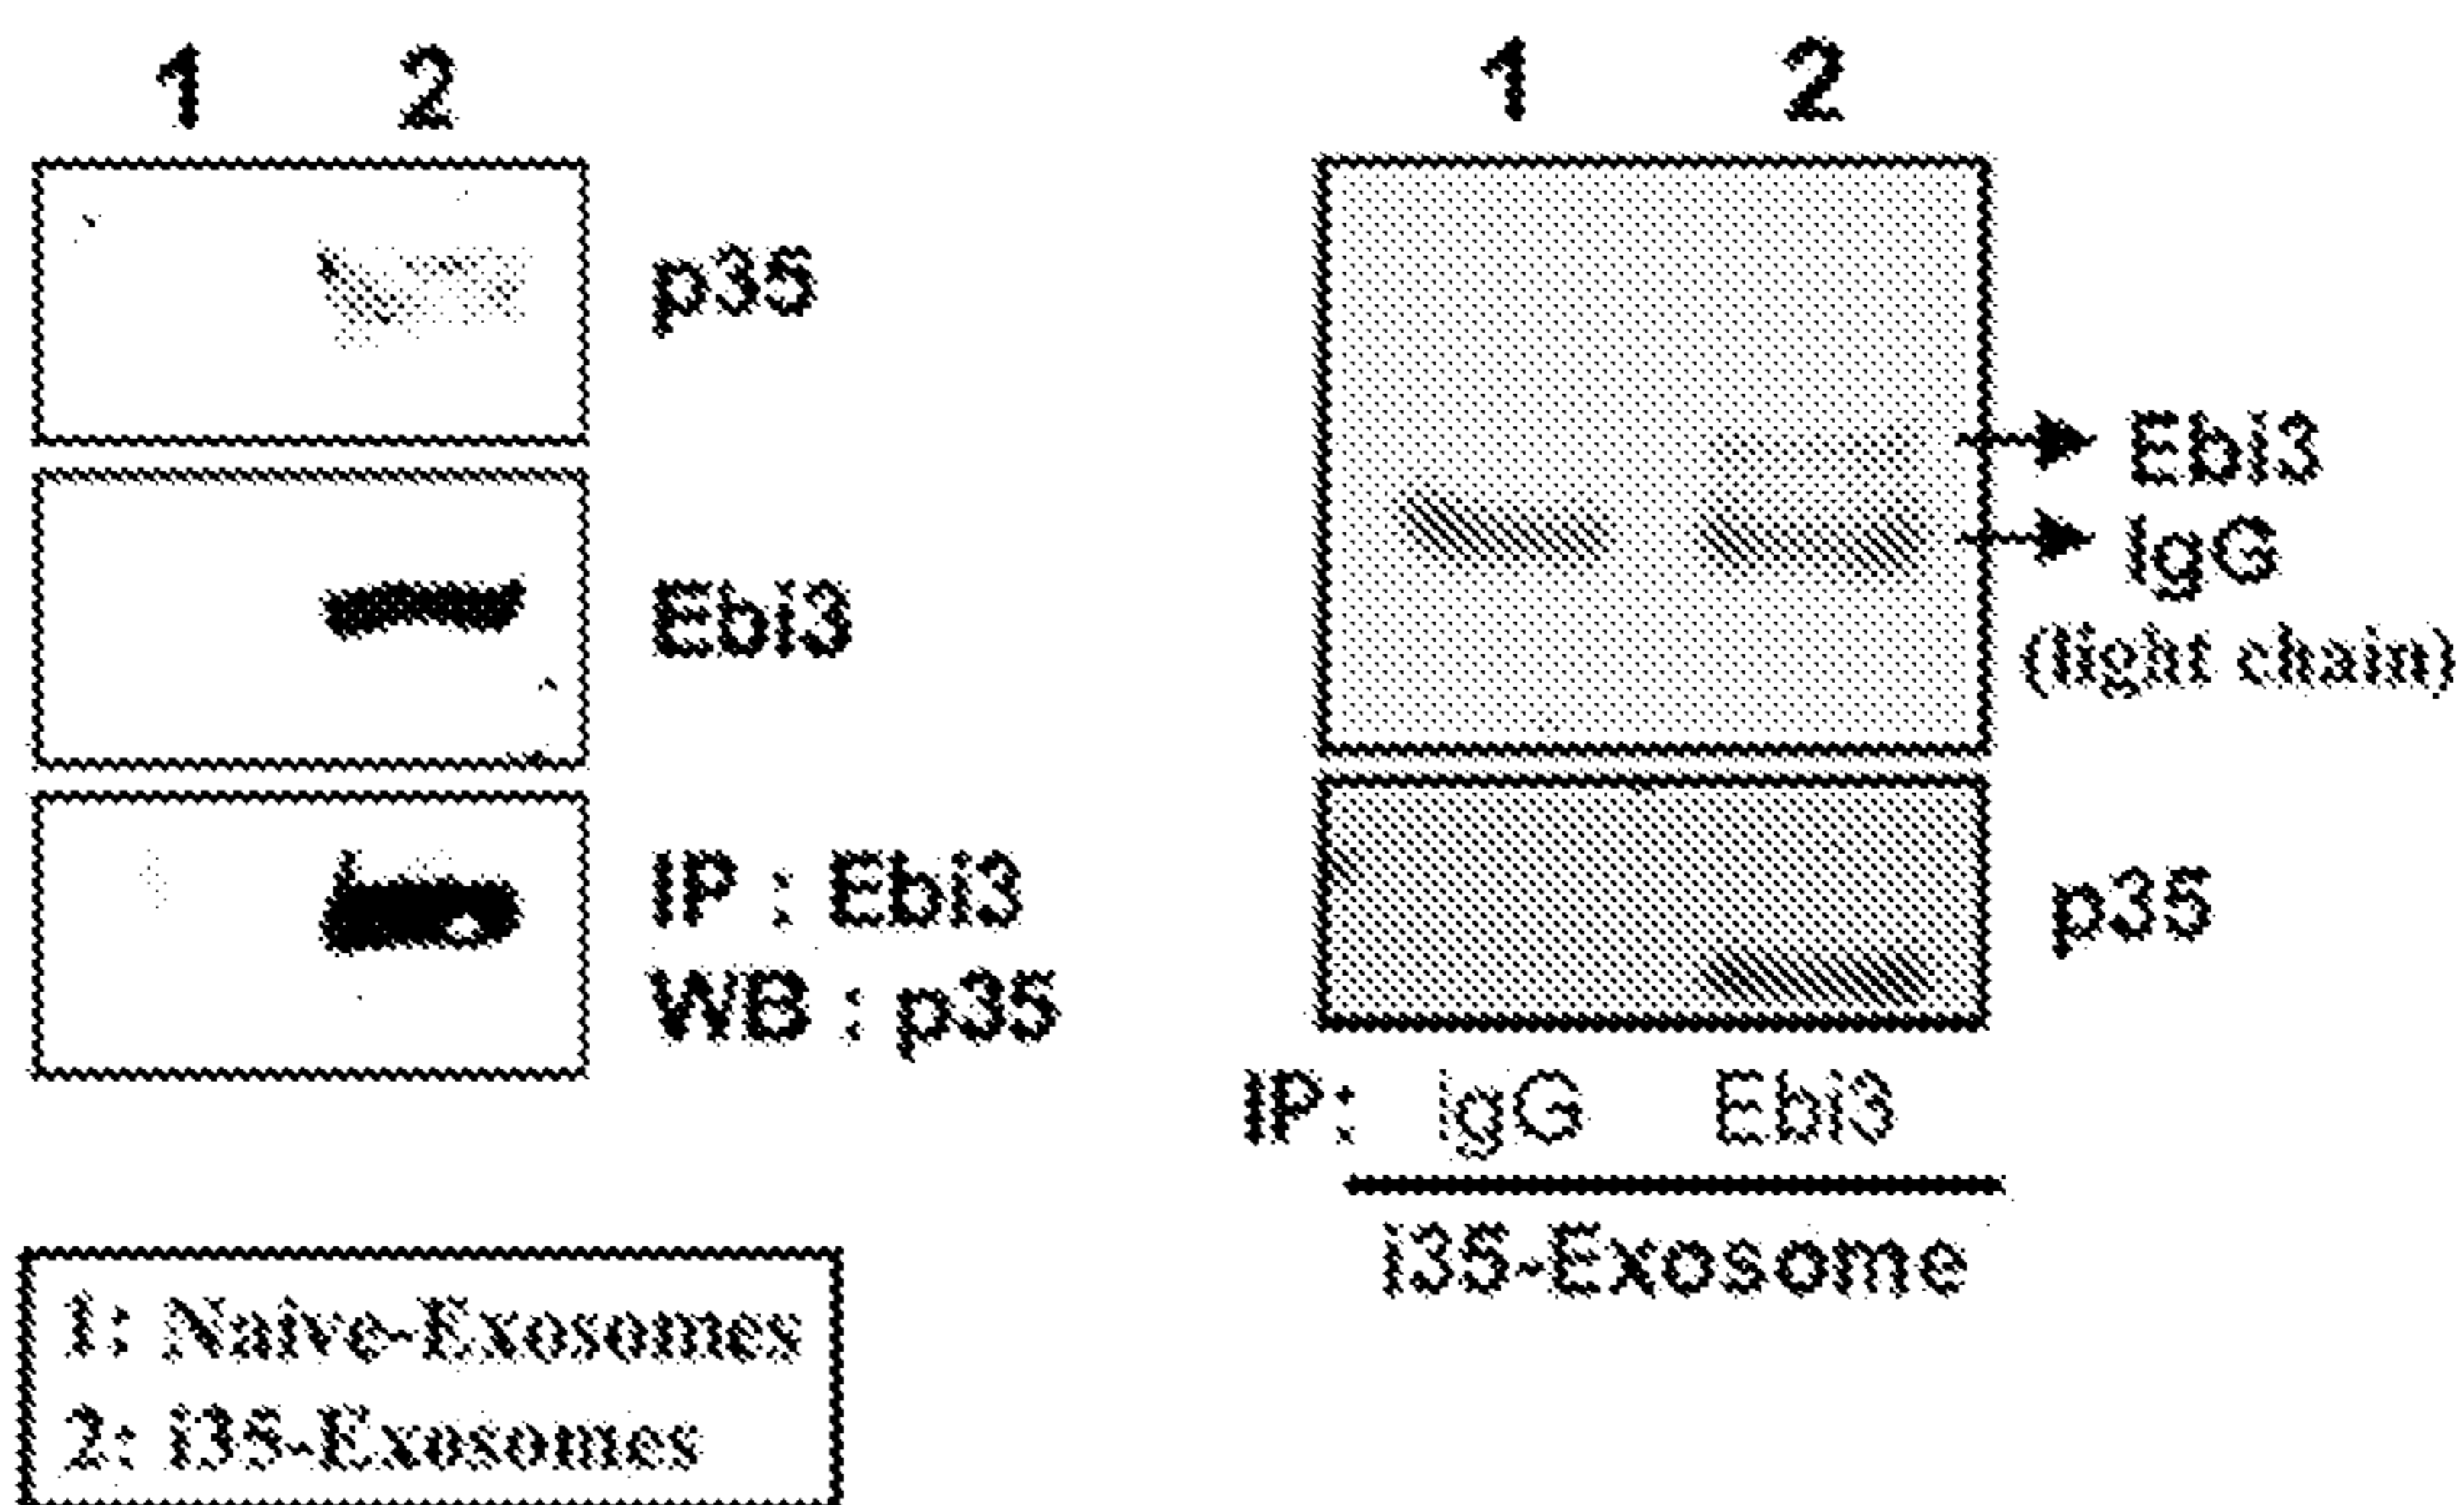 1 2
p35
Ebi3
IP : Ebi3
WB : p35
1: Naive-Exosomes
2: i35-Exosomes
1 2
Ebi3
IgG
(light chain)
p35
IP: IgG Ebi3
i35-Exosome